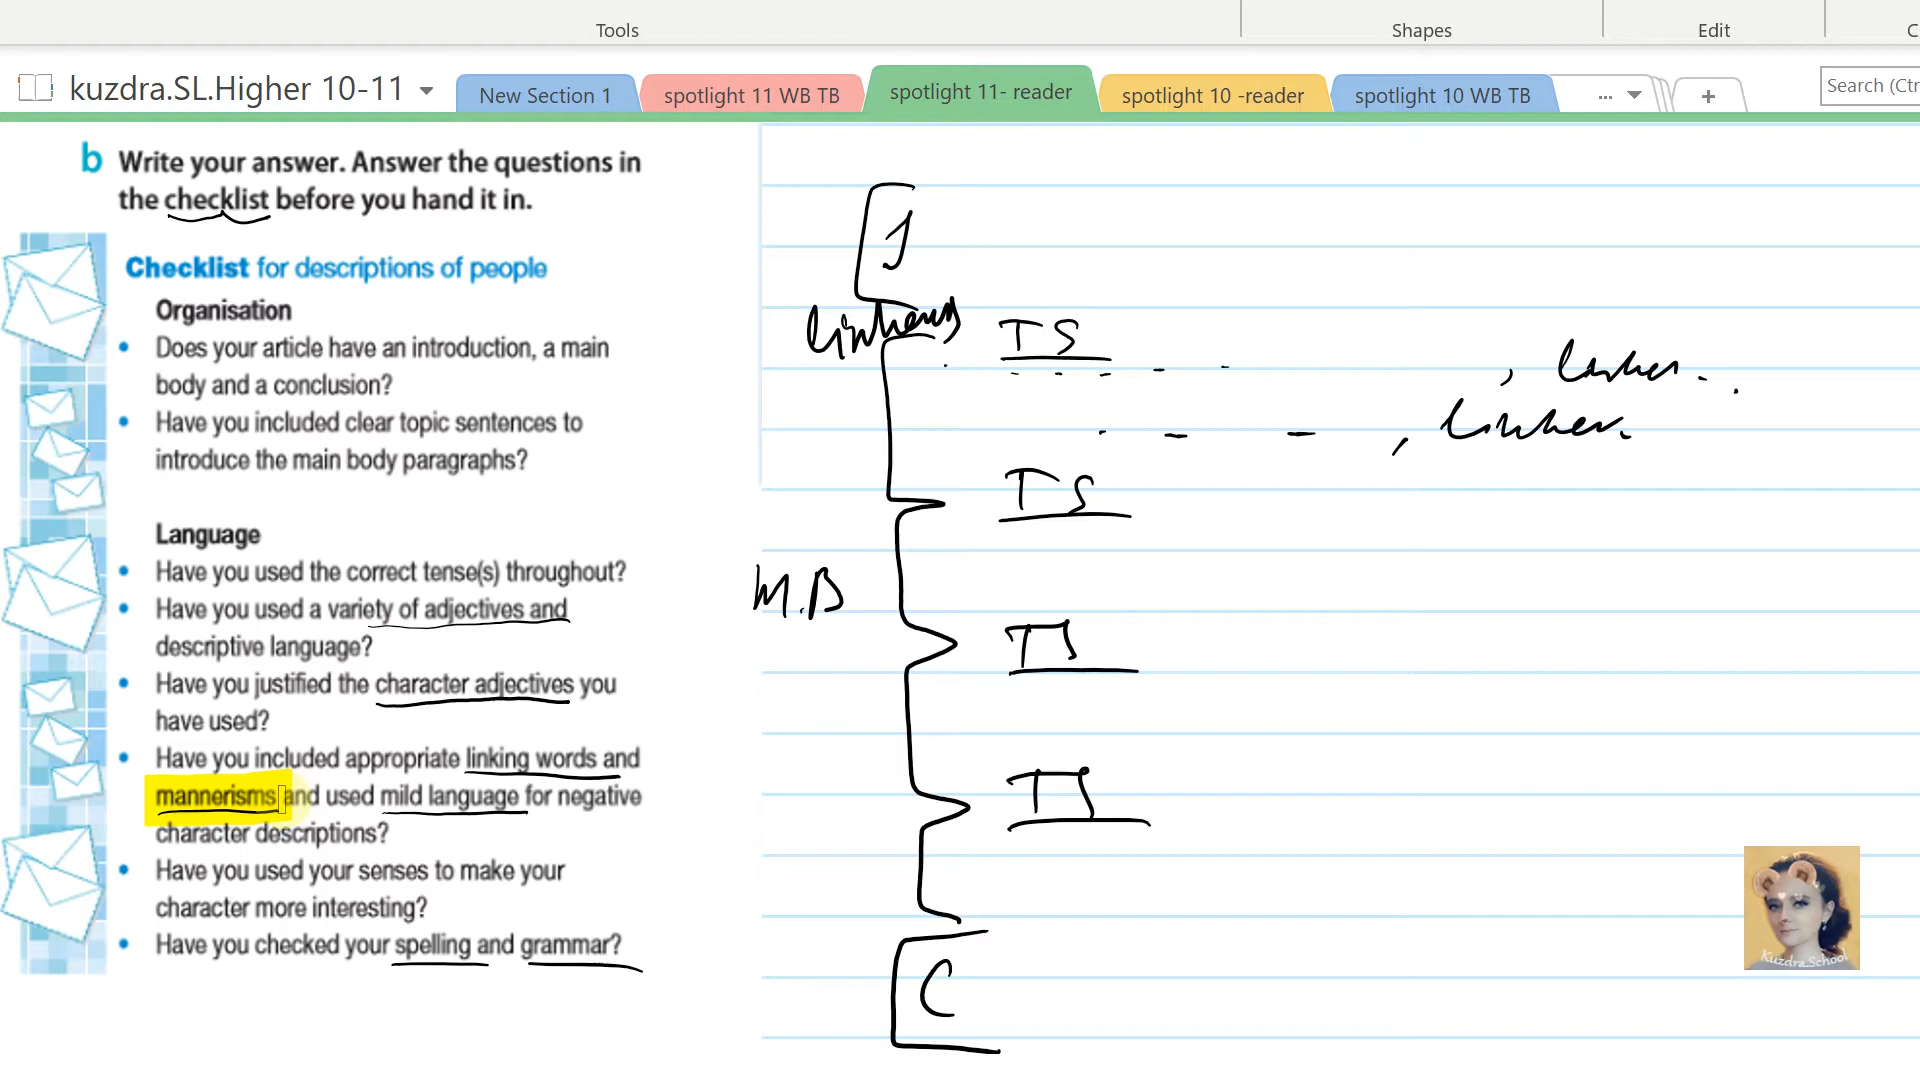 Tools Shapes Edit C
kuzdra.SL.Higher 10-11 New Section 1 spotlight 11 WB TB spotlight 11- reader spotlight 10 -reader spotlight 10 WB TB ... + Search (Ctr
b Write your answer. Answer the questions in
the checklist before you hand it in.
Checklist for descriptions of people
Organisation
• Does your article have an introduction, a main
body and a conclusion?
• Have you included clear topic sentences to
introduce the main body paragraphs?
Language
• Have you used the correct tense(s) throughout?
• Have you used a variety of adjectives and
descriptive language?
• Have you justified the character adjectives you
have used?
• Have you included appropriate linking words and
mannerisms and used mild language for negative
character descriptions?
• Have you used your senses to make your
character more interesting?
• Have you checked your spelling and grammar?
TS
, linker.
, linker.
TS
M.B
TS
TS
C
Kuzdra.School